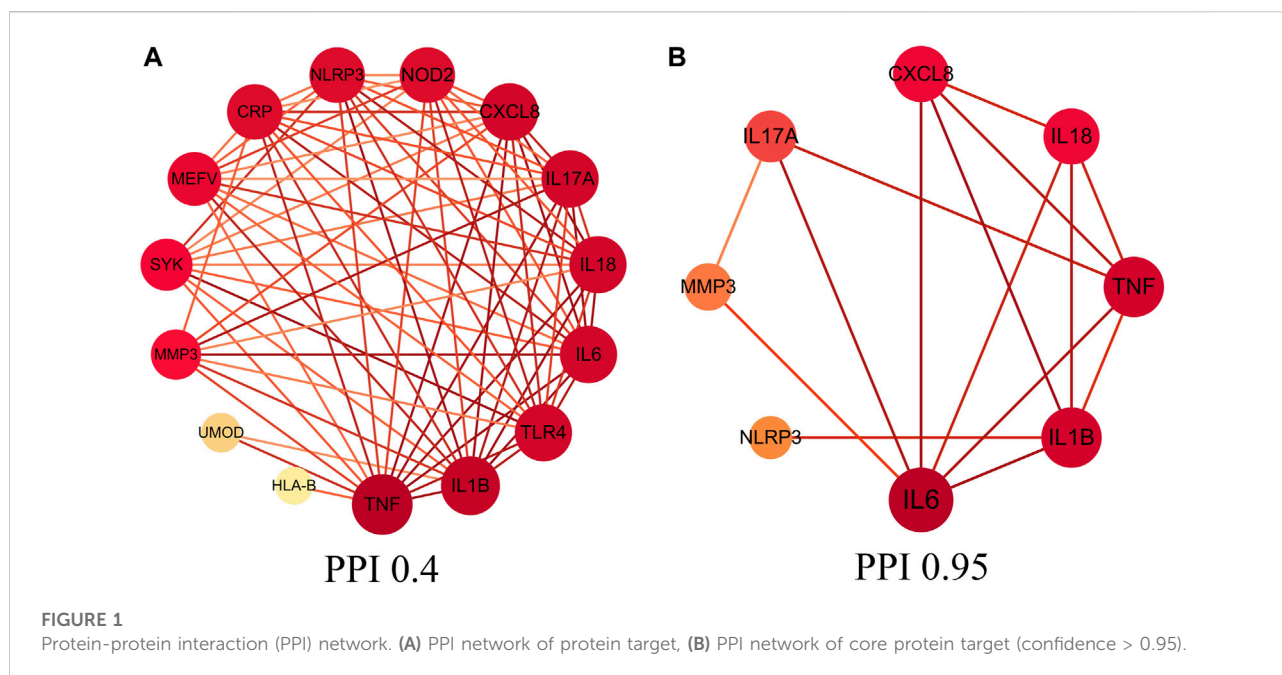 A
NLRP3
NOD2
CRP
CXCL8
MEFV
IL17A
SYK
IL18
MMP3
IL6
UMOD
TLR4
HLA-B
TNF
IL1B
PPI 0.4
B
CXCL8
IL17A
IL18
MMP3
TNF
NLRP3
IL1B
IL6
PPI 0.95
FIGURE 1
Protein-protein interaction (PPI) network. (A) PPI network of protein target, (B) PPI network of core protein target (confidence > 0.95).